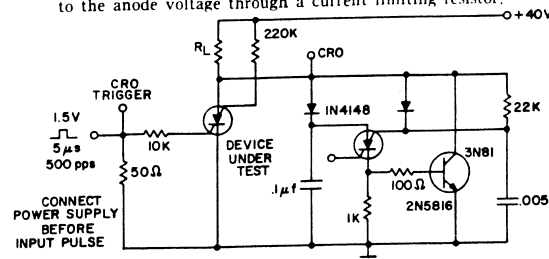 to the anode voltage through a current limiting resistor.
+40V
220K
RL
CRO
CRO
TRIGGER
1.5V
5μs
500 pps
10K
50Ω
DEVICE
UNDER
TEST
1N4148
22K
3N81
.1μf
100Ω
2N5816
.005
1K
CONNECT
POWER SUPPLY
BEFORE
INPUT PULSE